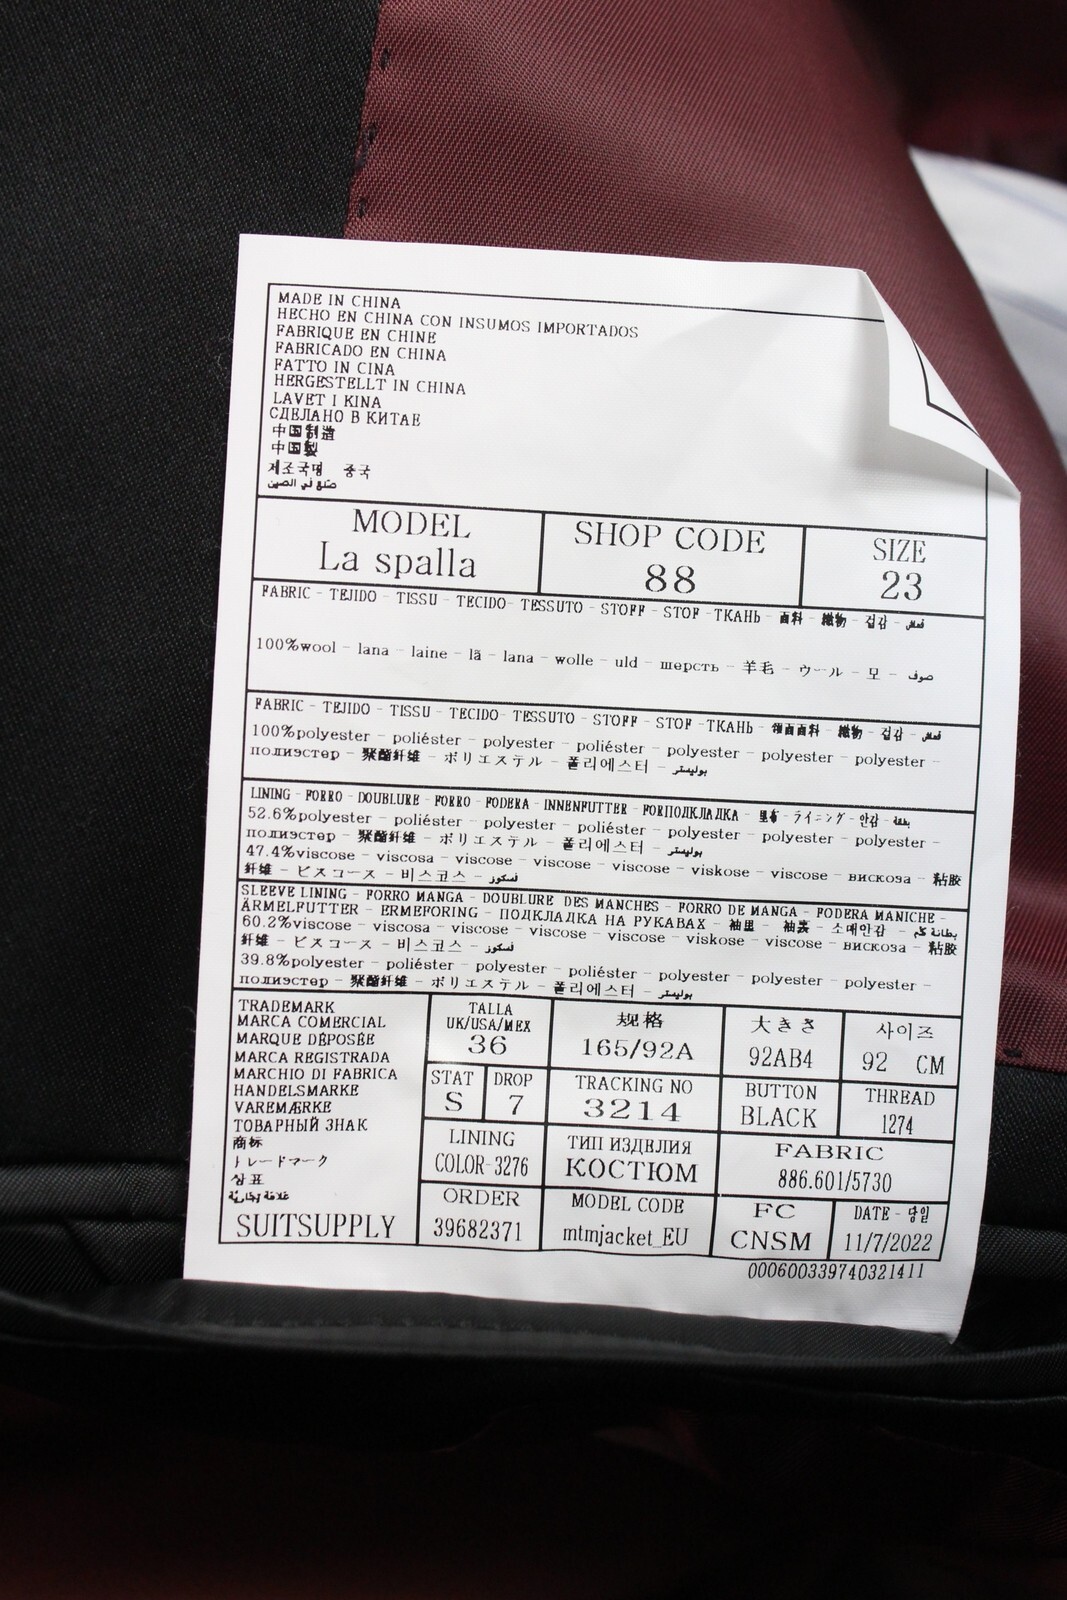 MADE IN CHINA
HECHO EN CHINA CON INSUMOS IMPORTADOS
FABRIQUE EN CHINE
FABRICADO EN CHINA
FATTO IN CINA
HERGESTELLT IN CHINA
LAVET I KINA
СДЕЛАНО В КИТАЕ
中国制造
中国製
제조국명 중국
صنع في الصين
MODEL
La spalla
SHOP CODE
88
SIZE
23
FABRIC - TEJIDO - TISSU - TECIDO- TESSUTO - STOFF - STOF -ТКАНЬ - 面料 - 織物 - 겉감 - قماش
100%wool - lana - laine - lã - lana - wolle - uld - шерсть - 羊毛 - ウール - 모 - صوف
FABRIC - TEJIDO - TISSU - TECIDO- TESSUTO - STOFF - STOF -ТКАНЬ - 领面面料 - 織物 - 겉감 - قماش
100%polyester - poliéster - polyester - poliéster - polyester - polyester - polyester -
полиэстер - 聚酯纤维 - ポリエステル - 폴리에스터 - بوليستر
LINING - FORRO - DOUBLURE - FORRO - FODERA - INNENFUTTER - FORПОДКЛАДКА - 里布 - ライニング - 안감 - بطانة
52.6%polyester - poliéster - polyester - poliéster - polyester - polyester - polyester -
полиэстер - 聚酯纤维 - ポリエステル - 폴리에스터 - بوليستر
47.4%viscose - viscosa - viscose - viscose - viscose - viskose - viscose - вискоза - 粘胶
纤维 - ビスコース - 비스코스 - فسكوز
SLEEVE LINING - FORRO MANGA - DOUBLURE DES MANCHES - FORRO DE MANGA - FODERA MANICHE -
ÄRMELFUTTER - ERMEFORING - ПОДКЛАДКА НА РУКАВАХ - 袖里 - 袖裏 - 소매안감 - بطانة كم
60.2%viscose - viscosa - viscose - viscose - viscose - viskose - viscose - вискоза - 粘胶
纤维 - ビスコース - 비스코스 - فسكوز
39.8%polyester - poliéster - polyester - poliéster - polyester - polyester - polyester -
полиэстер - 聚酯纤维 - ポリエステル - 폴리에스터 - بوليستر
TRADEMARK
MARCA COMERCIAL
MARQUE DÉPOSÉE
MARCA REGISTRADA
MARCHIO DI FABRICA
HANDELSMARKE
VAREMÆRKE
ТОВАРНЫЙ ЗНАК
商标
トレードマーク
상표
علامة تجارية
SUITSUPPLY
TALLA
UK/USA/MEX
36
规格
165/92A
大きさ
92AB4
사이즈
92 CM
STAT
S
DROP
7
TRACKING NO
3214
BUTTON
BLACK
THREAD
1274
LINING
COLOR-3276
ТИП ИЗДЕЛИЯ
КОСТЮМ
FABRIC
886.601/5730
ORDER
39682371
MODEL CODE
mtmjacket_EU
FC
CNSM
DATE - 당일
11/7/2022
000600339740321411